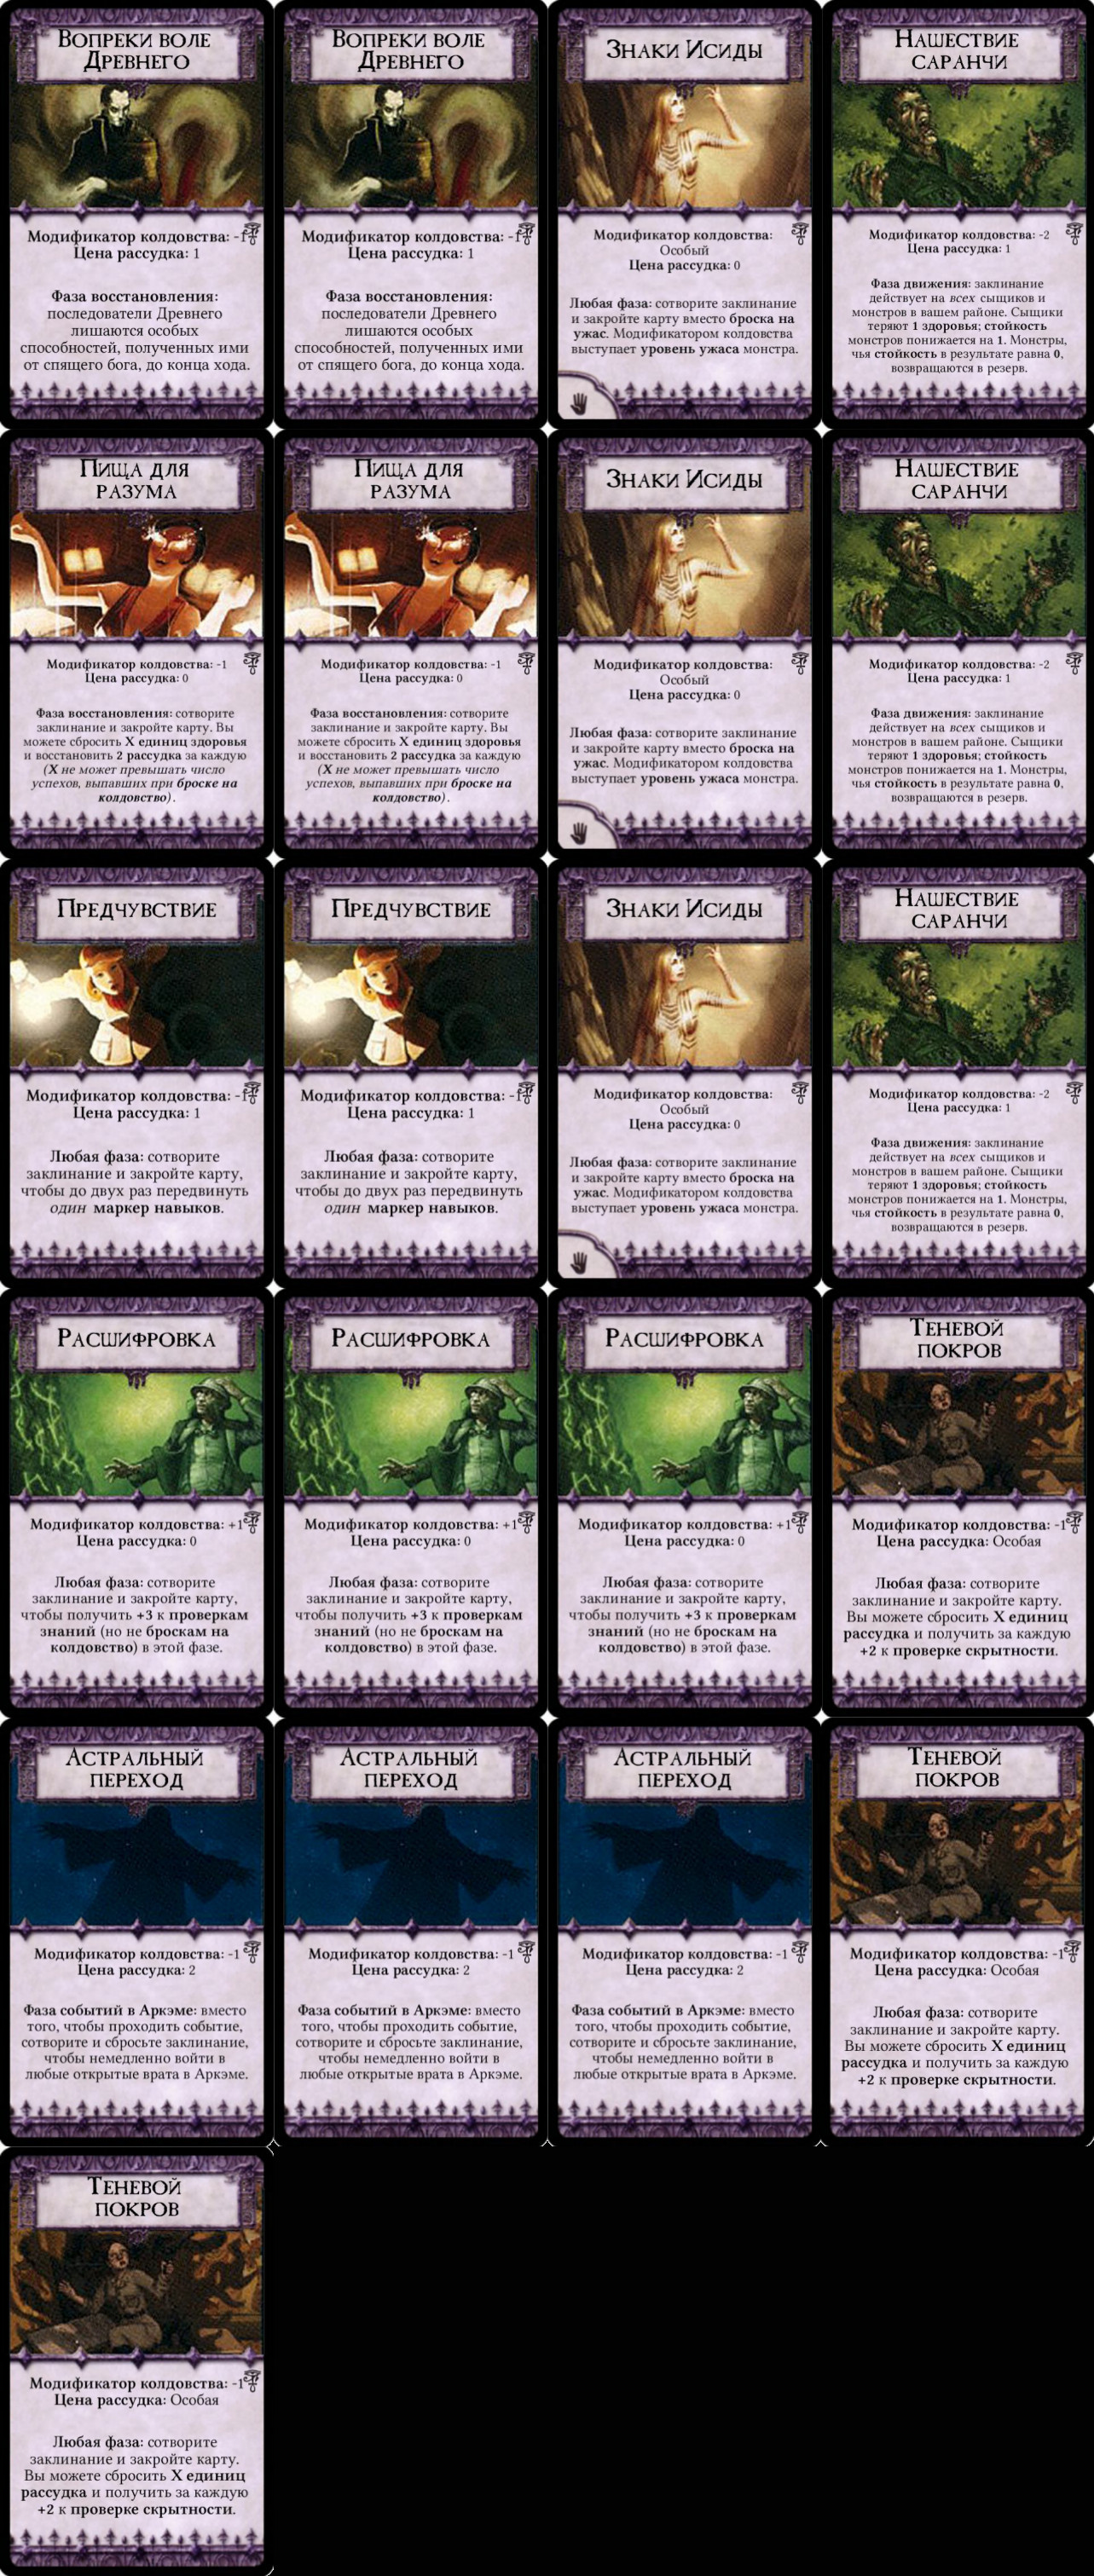 Вопреки воле
Древнего
Модификатор колдовства: -1
Цена рассудка: 1
Фаза восстановления:
последователи Древнего
лишаются особых
способностей, полученных ими
от спящего бога, до конца хода.
Вопреки воле
Древнего
Модификатор колдовства: -1
Цена рассудка: 1
Фаза восстановления:
последователи Древнего
лишаются особых
способностей, полученных ими
от спящего бога, до конца хода.
Знаки Исиды
Модификатор колдовства:
Особый
Цена рассудка: 0
Любая фаза: сотворите заклинание
и закройте карту вместо броска на
ужас. Модификатором колдовства
выступает уровень ужаса монстра.
Нашествие
саранчи
Модификатор колдовства: -2
Цена рассудка: 1
Фаза движения: заклинание
действует на всех сыщиков и
монстров в вашем районе. Сыщики
теряют 1 здоровья; стойкость
монстров понижается на 1. Монстры,
чья стойкость в результате равна 0,
возвращаются в резерв.
Пища для
разума
Модификатор колдовства: -1
Цена рассудка: 0
Фаза восстановления: сотворите
заклинание и закройте карту. Вы
можете сбросить X единиц здоровья
и восстановить 2 рассудка за каждую
(X не может превышать число
успехов, выпавших при броске на
колдовство).
Пища для
разума
Модификатор колдовства: -1
Цена рассудка: 0
Фаза восстановления: сотворите
заклинание и закройте карту. Вы
можете сбросить X единиц здоровья
и восстановить 2 рассудка за каждую
(X не может превышать число
успехов, выпавших при броске на
колдовство).
Знаки Исиды
Модификатор колдовства:
Особый
Цена рассудка: 0
Любая фаза: сотворите заклинание
и закройте карту вместо броска на
ужас. Модификатором колдовства
выступает уровень ужаса монстра.
Нашествие
саранчи
Модификатор колдовства: -2
Цена рассудка: 1
Фаза движения: заклинание
действует на всех сыщиков и
монстров в вашем районе. Сыщики
теряют 1 здоровья; стойкость
монстров понижается на 1. Монстры,
чья стойкость в результате равна 0,
возвращаются в резерв.
Предчувствие
Модификатор колдовства: -1
Цена рассудка: 1
Любая фаза: сотворите
заклинание и закройте карту,
чтобы до двух раз передвинуть
один маркер навыков.
Предчувствие
Модификатор колдовства: -1
Цена рассудка: 1
Любая фаза: сотворите
заклинание и закройте карту,
чтобы до двух раз передвинуть
один маркер навыков.
Знаки Исиды
Модификатор колдовства:
Особый
Цена рассудка: 0
Любая фаза: сотворите заклинание
и закройте карту вместо броска на
ужас. Модификатором колдовства
выступает уровень ужаса монстра.
Нашествие
саранчи
Модификатор колдовства: -2
Цена рассудка: 1
Фаза движения: заклинание
действует на всех сыщиков и
монстров в вашем районе. Сыщики
теряют 1 здоровья; стойкость
монстров понижается на 1. Монстры,
чья стойкость в результате равна 0,
возвращаются в резерв.
Расшифровка
Модификатор колдовства: +1
Цена рассудка: 0
Любая фаза: сотворите
заклинание и закройте карту,
чтобы получить +3 к проверкам
знаний (но не броскам на
колдовство) в этой фазе.
Расшифровка
Модификатор колдовства: +1
Цена рассудка: 0
Любая фаза: сотворите
заклинание и закройте карту,
чтобы получить +3 к проверкам
знаний (но не броскам на
колдовство) в этой фазе.
Расшифровка
Модификатор колдовства: +1
Цена рассудка: 0
Любая фаза: сотворите
заклинание и закройте карту,
чтобы получить +3 к проверкам
знаний (но не броскам на
колдовство) в этой фазе.
Теневой
покров
Модификатор колдовства: -1
Цена рассудка: Особая
Любая фаза: сотворите
заклинание и закройте карту.
Вы можете сбросить X единиц
рассудка и получить за каждую
+2 к проверке скрытности.
Астральный
переход
Модификатор колдовства: -1
Цена рассудка: 2
Фаза событий в Аркэме: вместо
того, чтобы проходить событие,
сотворите и сбросьте заклинание,
чтобы немедленно войти в
любые открытые врата в Аркэме.
Астральный
переход
Модификатор колдовства: -1
Цена рассудка: 2
Фаза событий в Аркэме: вместо
того, чтобы проходить событие,
сотворите и сбросьте заклинание,
чтобы немедленно войти в
любые открытые врата в Аркэме.
Астральный
переход
Модификатор колдовства: -1
Цена рассудка: 2
Фаза событий в Аркэме: вместо
того, чтобы проходить событие,
сотворите и сбросьте заклинание,
чтобы немедленно войти в
любые открытые врата в Аркэме.
Теневой
покров
Модификатор колдовства: -1
Цена рассудка: Особая
Любая фаза: сотворите
заклинание и закройте карту.
Вы можете сбросить X единиц
рассудка и получить за каждую
+2 к проверке скрытности.
Теневой
покров
Модификатор колдовства: -1
Цена рассудка: Особая
Любая фаза: сотворите
заклинание и закройте карту.
Вы можете сбросить X единиц
рассудка и получить за каждую
+2 к проверке скрытности.